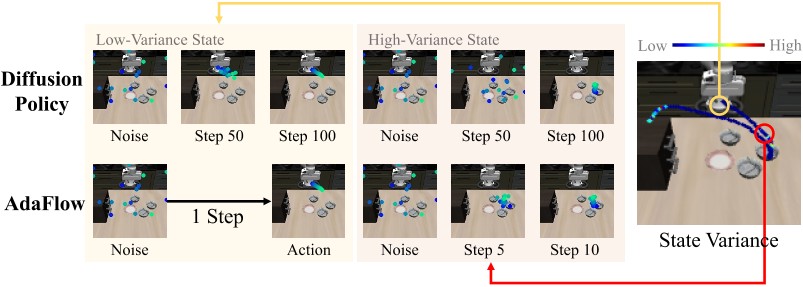 Low-Variance State
High-Variance State
Low
High
Diffusion
Policy
Noise
Step 50
Step 100
Noise
Step 50
Step 100
AdaFlow
1 Step
Noise
Action
Noise
Step 5
Step 10
State Variance